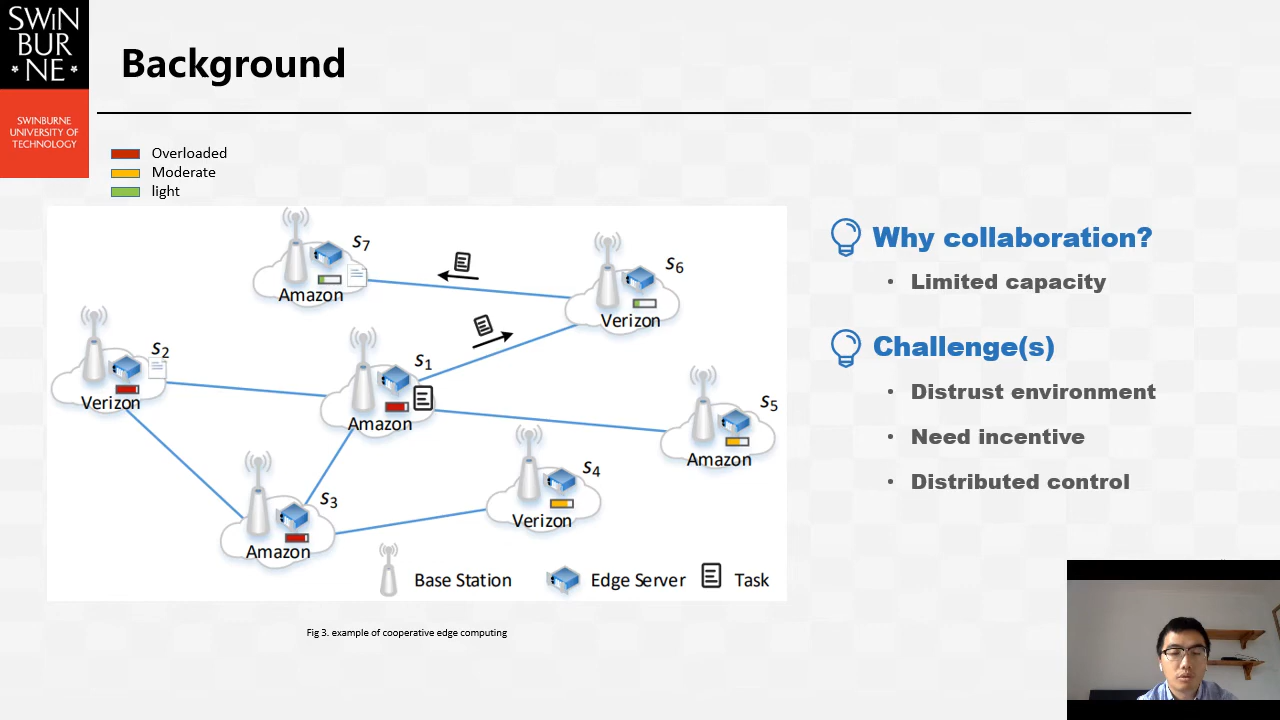 SWIN
BUR
* NE *
SWINBURNE
UNIVERSITY OF
TECHNOLOGY
Background
Overloaded
Moderate
light
S7
Amazon
S6
Verizon
S2
Verizon
S1
Amazon
S5
Amazon
S4
Verizon
S3
Amazon
Base Station
Edge Server
Task
Fig 3. example of cooperative edge computing
Why collaboration?
• Limited capacity
Challenge(s)
• Distrust environment
• Need incentive
• Distributed control